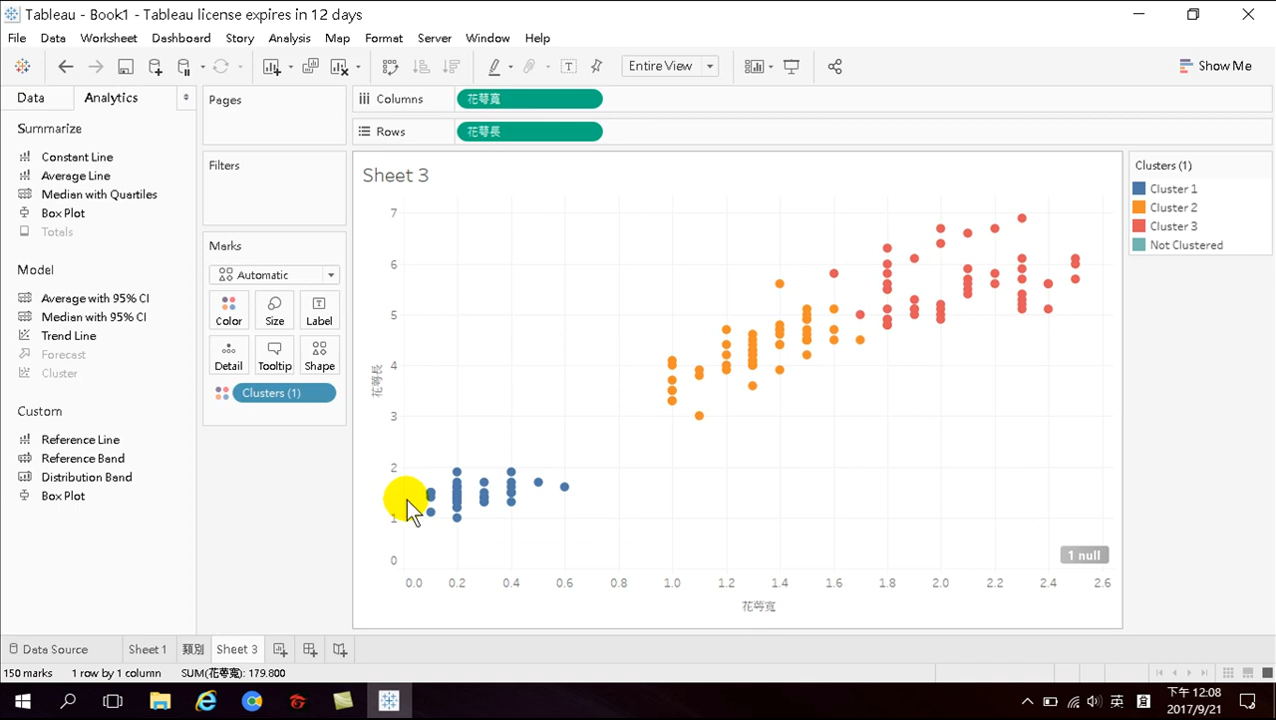 Tableau - Book1 - Tableau license expires in 12 days
File Data Worksheet Dashboard Story Analysis Map Format Server Window Help
Entire View
Show Me
Data Analytics
Pages
Columns 花萼寬
Rows 花萼長
Filters
Marks
Automatic
Color Size Label
Detail Tooltip Shape
Clusters (1)
Summarize
Constant Line
Average Line
Median with Quartiles
Box Plot
Totals
Model
Average with 95% CI
Median with 95% CI
Trend Line
Forecast
Cluster
Custom
Reference Line
Reference Band
Distribution Band
Box Plot
Sheet 3
7
6
5
4
3
2
1
0
花萼長
0.0 0.2 0.4 0.6 0.8 1.0 1.2 1.4 1.6 1.8 2.0 2.2 2.4 2.6
花萼寬
1 null
Clusters (1)
Cluster 1
Cluster 2
Cluster 3
Not Clustered
Data Source Sheet 1 類別 Sheet 3
150 marks 1 row by 1 column SUM(花萼寬): 179.800
英
下午 12:08
2017/9/21